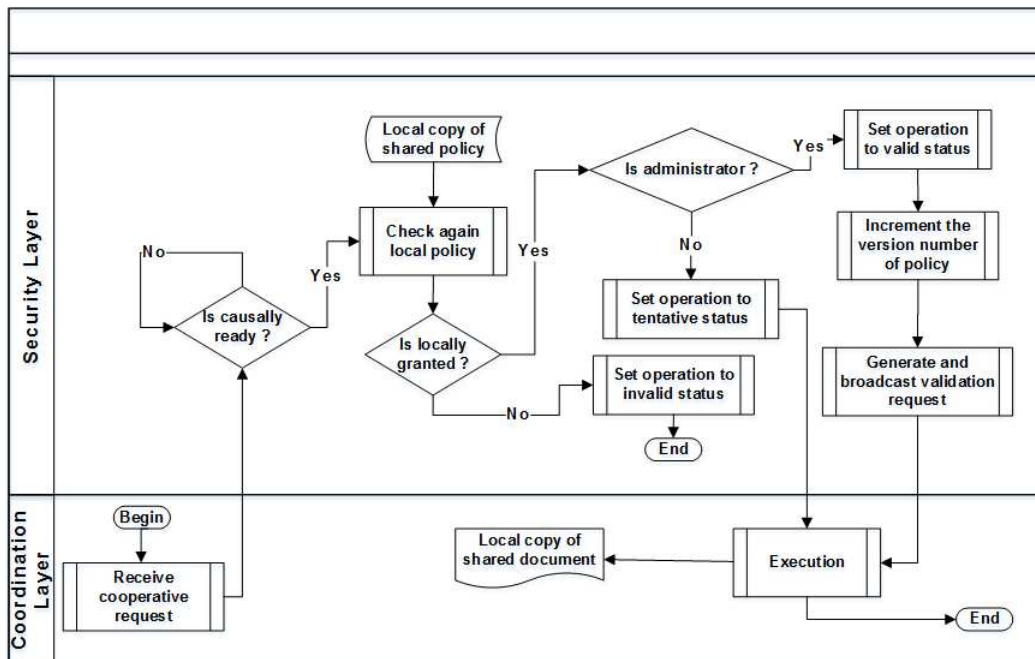 Security Layer
Local copy of
shared policy
Is administrator ?
Yes
Set operation
to valid status
No
Yes
Check again
local policy
Yes
No
Increment the
version number
of policy
Is causally
ready ?
Is locally
granted ?
Set operation to
tentative status
No
Set operation to
invalid status
Generate and
broadcast validation
request
End
Coordination
Layer
Begin
Receive
cooperative
request
Local copy of
shared document
Execution
End